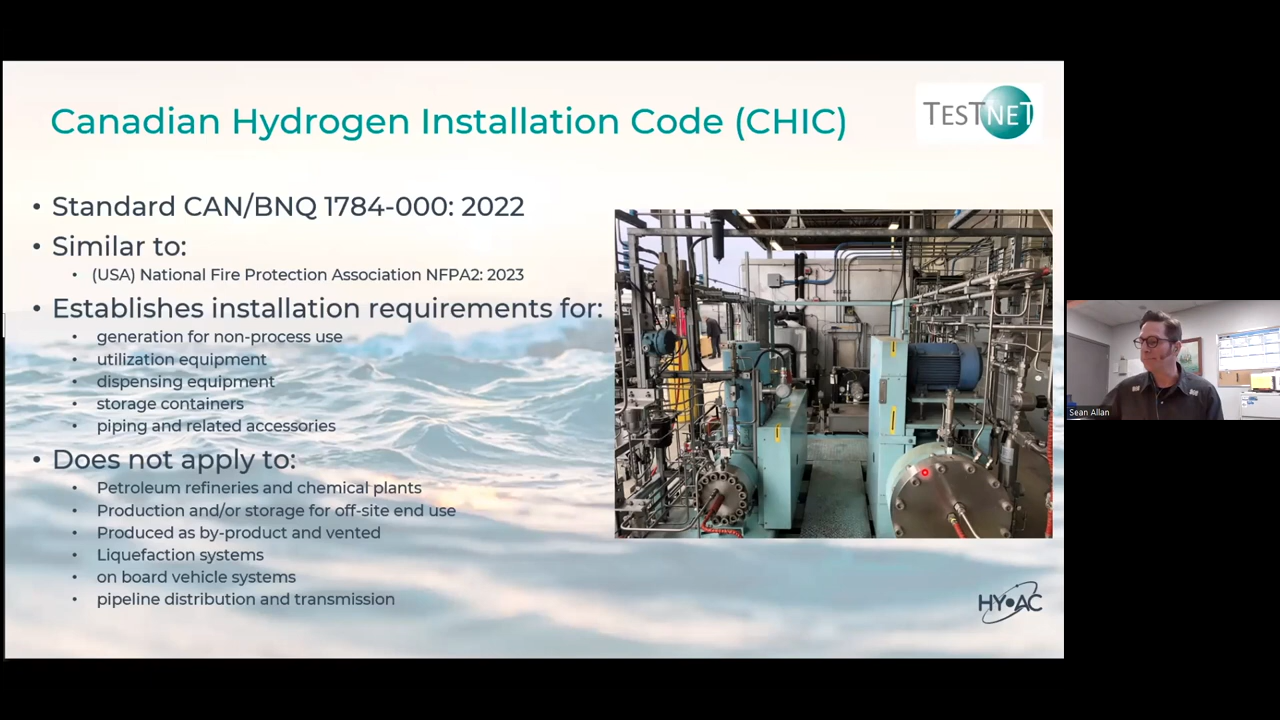 Canadian Hydrogen Installation Code (CHIC)
TESTNET
• Standard CAN/BNQ 1784-000: 2022
• Similar to:
• (USA) National Fire Protection Association NFPA2: 2023
• Establishes installation requirements for:
• generation for non-process use
• utilization equipment
• dispensing equipment
• storage containers
• piping and related accessories
• Does not apply to:
• Petroleum refineries and chemical plants
• Production and/or storage for off-site end use
• Produced as by-product and vented
• Liquefaction systems
• on board vehicle systems
• pipeline distribution and transmission
HY•AC
Sean Allan